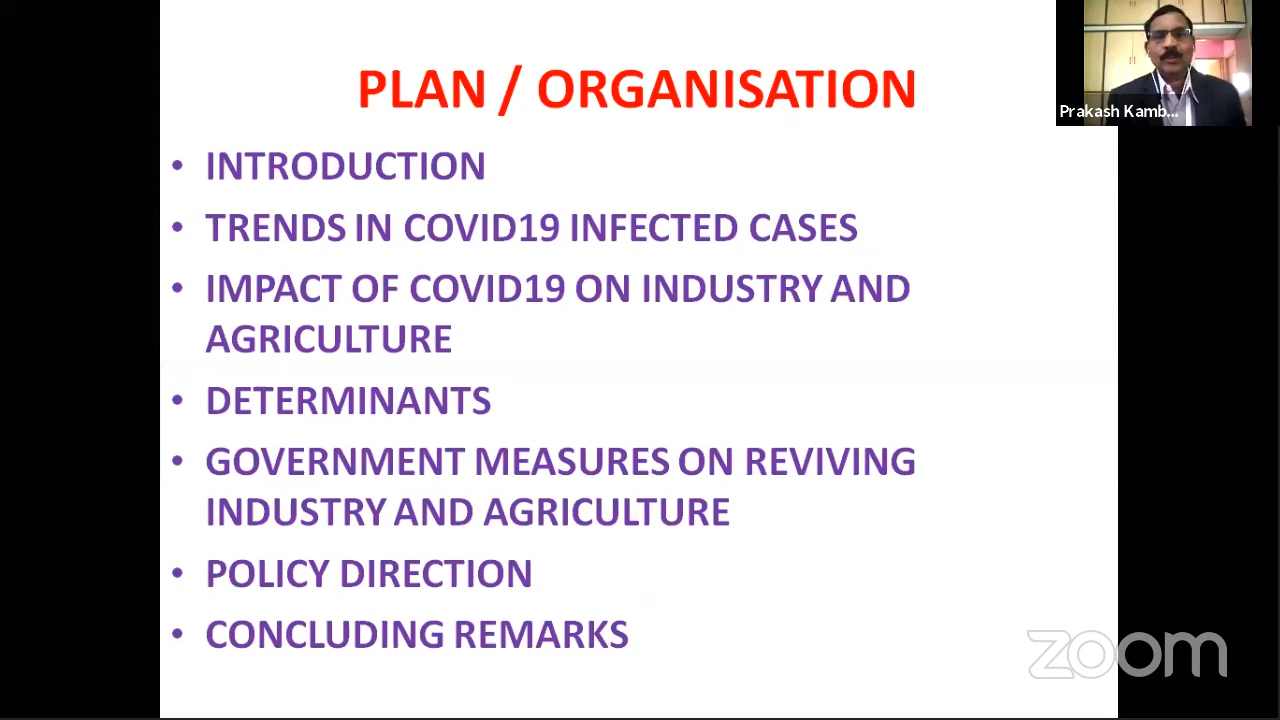 PLAN / ORGANISATION
Prakash Kamb...
• INTRODUCTION
• TRENDS IN COVID19 INFECTED CASES
• IMPACT OF COVID19 ON INDUSTRY AND
AGRICULTURE
• DETERMINANTS
• GOVERNMENT MEASURES ON REVIVING
INDUSTRY AND AGRICULTURE
• POLICY DIRECTION
• CONCLUDING REMARKS
zoom